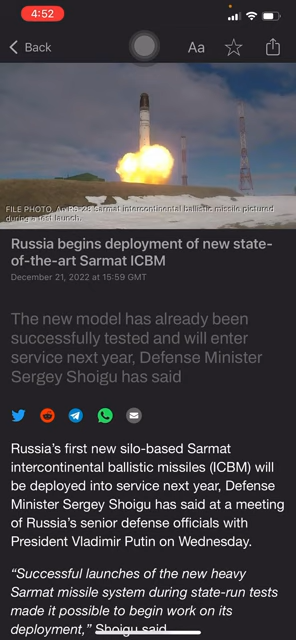 4:52
Back
Aa
FILE PHOTO. An RS-28 Sarmat intercontinental ballistic missile pictured
during a test launch.
Russia begins deployment of new state-
of-the-art Sarmat ICBM
December 21, 2022 at 15:59 GMT
The new model has already been
successfully tested and will enter
service next year, Defense Minister
Sergey Shoigu has said
Russia's first new silo-based Sarmat
intercontinental ballistic missiles (ICBM) will
be deployed into service next year, Defense
Minister Sergey Shoigu has said at a meeting
of Russia's senior defense officials with
President Vladimir Putin on Wednesday.
“Successful launches of the new heavy
Sarmat missile system during state-run tests
made it possible to begin work on its
deployment,” Shoigu said